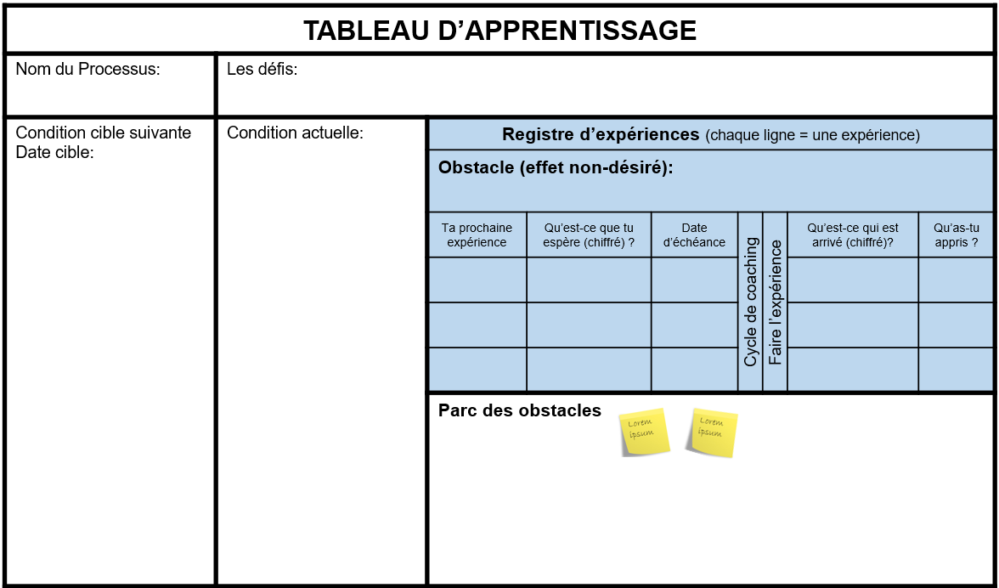 TABLEAU D’APPRENTISSAGE
Nom du Processus:
Les défis:
Condition cible suivante
Date cible:
Condition actuelle:
Registre d’expériences (chaque ligne = une expérience)
Obstacle (effet non-désiré):
Ta prochaine
expérience
Qu’est-ce que tu
espère (chiffré) ?
Date
d’échéance
Cycle de coaching
Faire l’expérience
Qu’est-ce qui est
arrivé (chiffré)?
Qu’as-tu
appris ?
Parc des obstacles
Lorem
ipsum
Lorem
ipsum